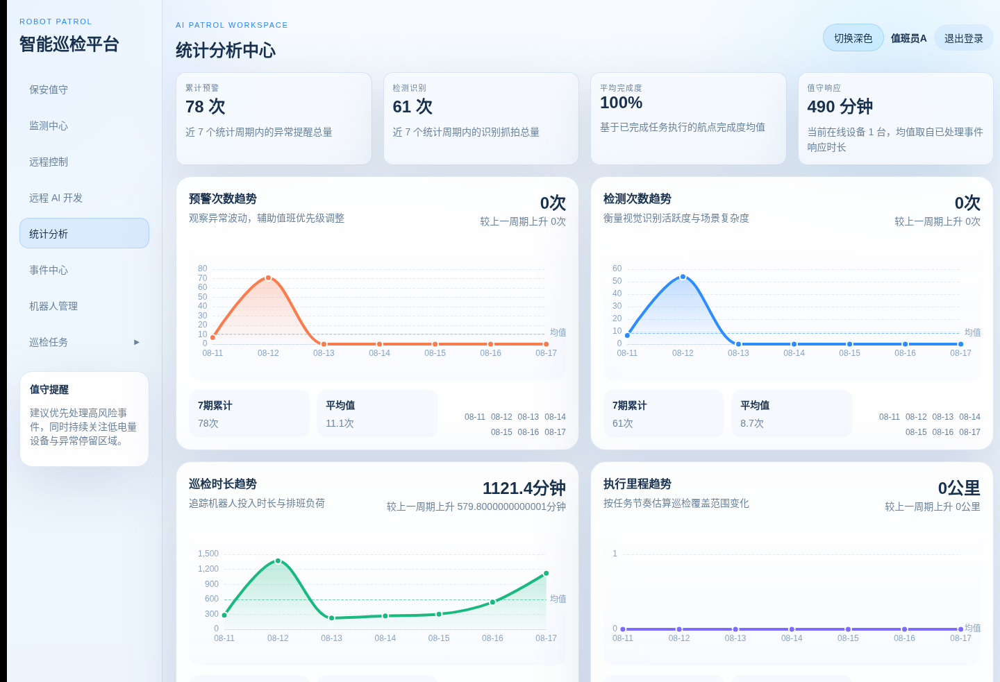 ROBOT PATROL
智能巡检平台
保安值守
监测中心
远程控制
远程 AI 开发
统计分析
事件中心
机器人管理
巡检任务
值守提醒
建议优先处理高风险事
件，同时持续关注低电量
设备与异常停留区域。
AI PATROL WORKSPACE
统计分析中心
切换深色
值班员A
退出登录
累计预警
78 次
近 7 个统计周期内的异常提醒总量
检测识别
61 次
近 7 个统计周期内的识别抓拍总量
平均完成度
100%
基于已完成任务执行的航点完成度均值
值守响应
490 分钟
当前在线设备 1 台，均值取自已处理事件
响应时长
预警次数趋势
观察异常波动，辅助值班优先级调整
0次
较上一周期上升 0次
80
70
60
50
40
30
20
10
0
均值
08-11 08-12 08-13 08-14 08-15 08-16 08-17
7期累计
78次
平均值
11.1次
08-11 08-12 08-13 08-14
08-15 08-16 08-17
检测次数趋势
衡量视觉识别活跃度与场景复杂度
0次
较上一周期上升 0次
60
50
40
30
20
10
0
均值
08-11 08-12 08-13 08-14 08-15 08-16 08-17
7期累计
61次
平均值
8.7次
08-11 08-12 08-13 08-14
08-15 08-16 08-17
巡检时长趋势
追踪机器人投入时长与排班负荷
1121.4分钟
较上一周期上升 579.8000000000001分钟
1,500
1,200
900
600
300
0
均值
08-11 08-12 08-13 08-14 08-15 08-16 08-17
执行里程趋势
按任务节奏估算巡检覆盖范围变化
0公里
较上一周期上升 0公里
1
0
均值
08-11 08-12 08-13 08-14 08-15 08-16 08-17